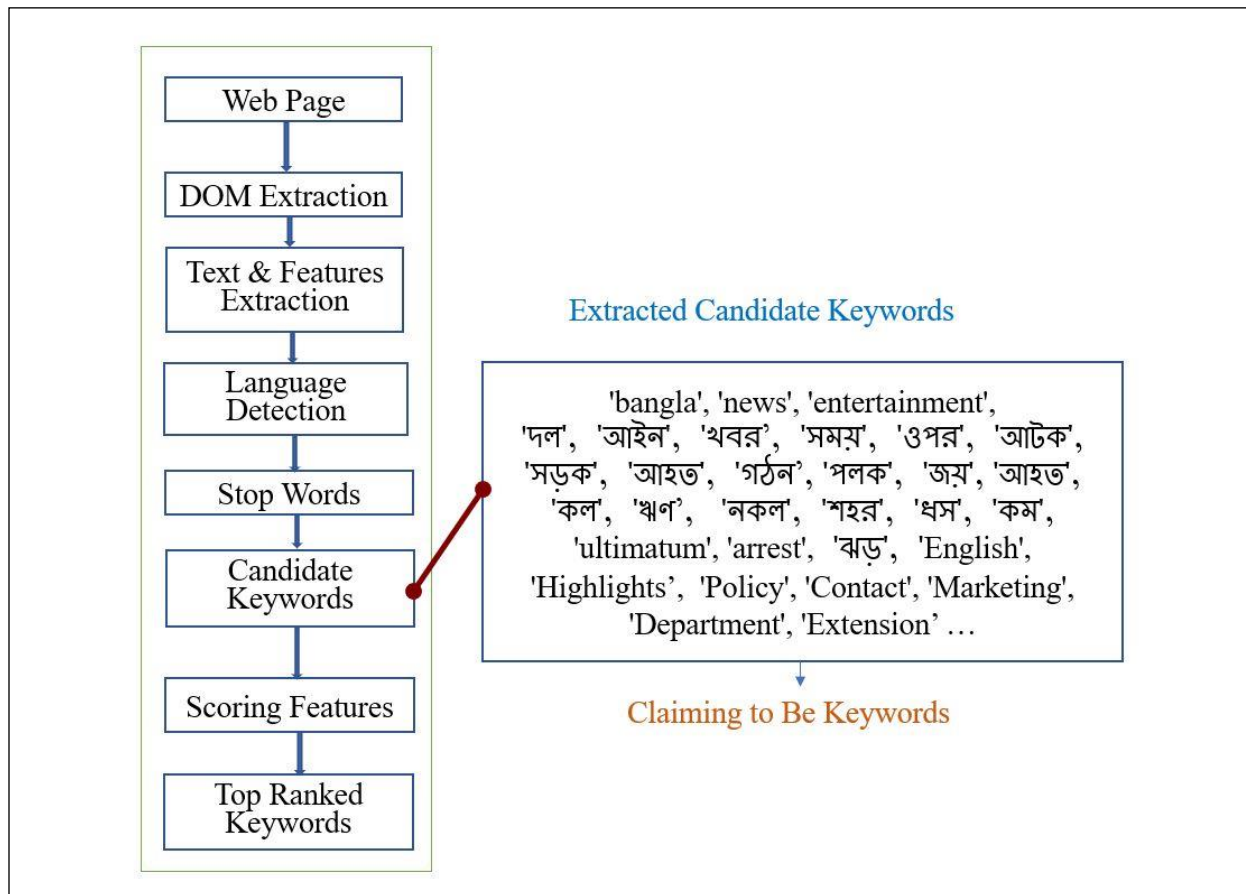 Web Page
DOM Extraction
Text & Features
Extraction
Language
Detection
Stop Words
Candidate
Keywords
Scoring Features
Top Ranked
Keywords
Extracted Candidate Keywords
'bangla', 'news', 'entertainment',
'দল', 'আইন', 'খবর’, 'সময়', 'ওপর', 'আটক',
'সড়ক', 'আহত', 'গঠন’, 'পলক', 'জয়', 'আহত',
'কল', 'ঋণ’, 'নকল', 'শহর', 'ধস', 'কম',
'ultimatum', 'arrest', 'ঝড়', 'English',
'Highlights’, 'Policy', 'Contact', 'Marketing',
'Department', 'Extension’ …
Claiming to Be Keywords